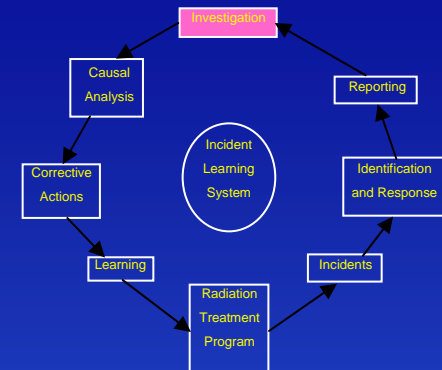 Investigation
Causal
Analysis
Reporting
Incident
Learning
System
Corrective
Actions
Identification
and Response
Learning
Incidents
Radiation
Treatment
Program